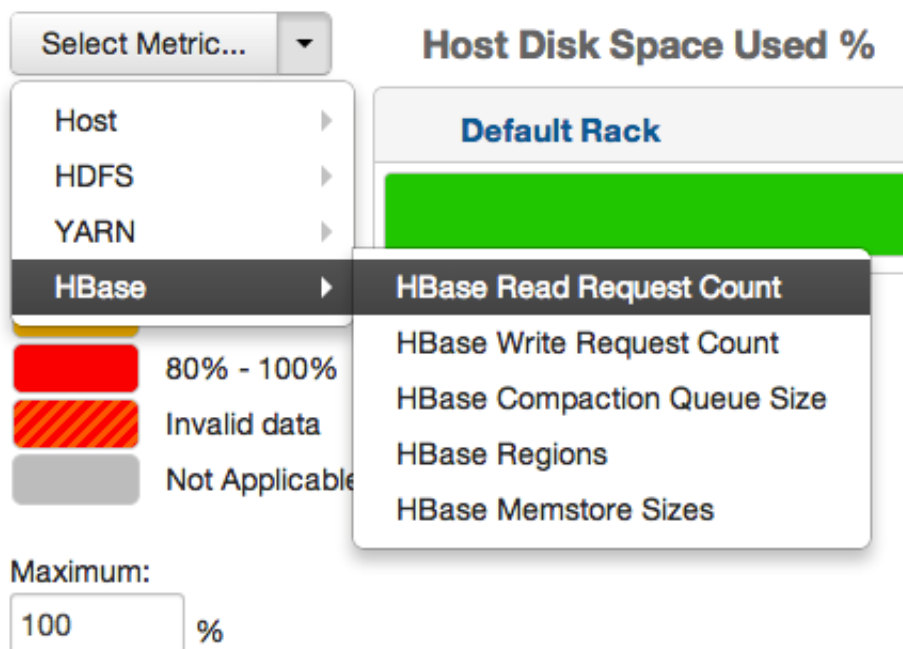 Select Metric...
Host Disk Space Used %
Host
HDFS
YARN
HBase
Default Rack
HBase Read Request Count
HBase Write Request Count
HBase Compaction Queue Size
HBase Regions
HBase Memstore Sizes
80% - 100%
Invalid data
Not Applicable
Maximum:
100 %